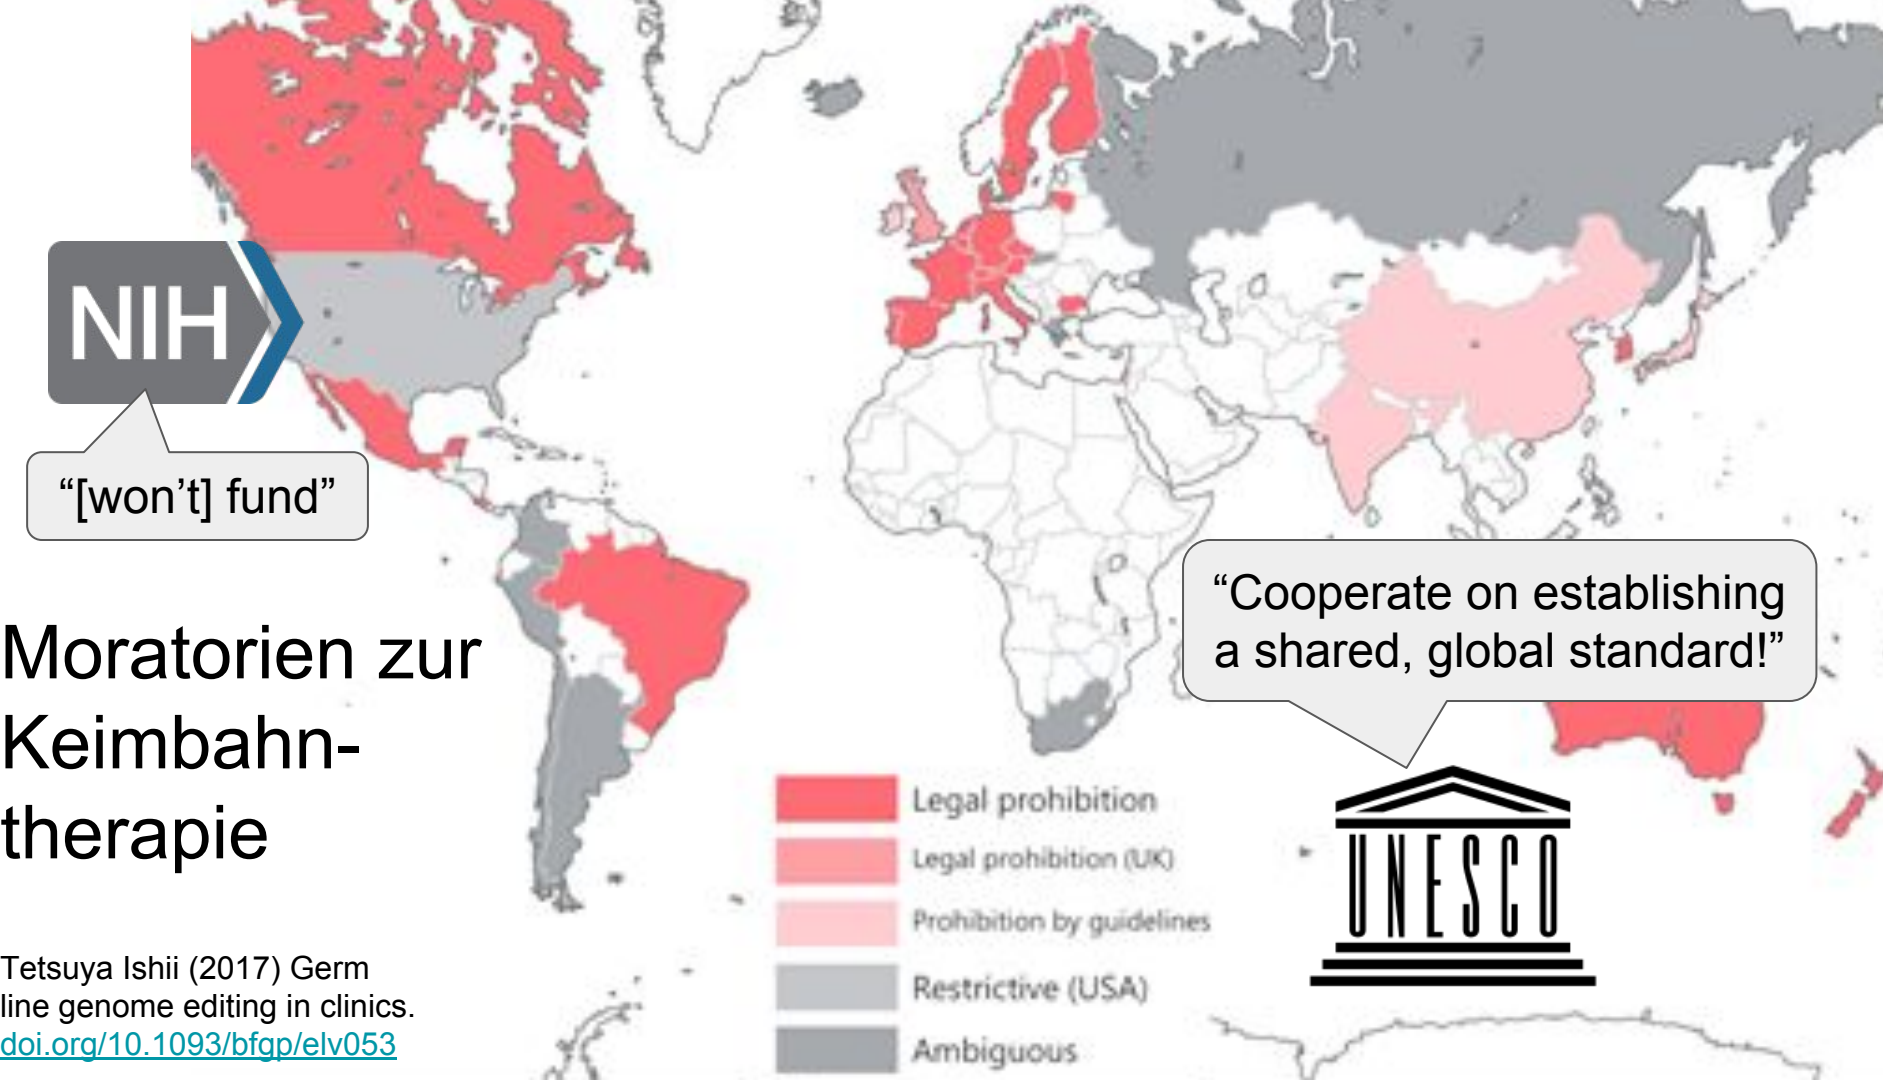 NIH
“[won’t] fund”
“Cooperate on establishing
a shared, global standard!”
Moratorien zur
Keimbahn-
therapie
Legal prohibition
Legal prohibition (UK)
Prohibition by guidelines
Restrictive (USA)
Ambiguous
UNESCO
Tetsuya Ishii (2017) Germ
line genome editing in clinics.
doi.org/10.1093/bfgp/elv053